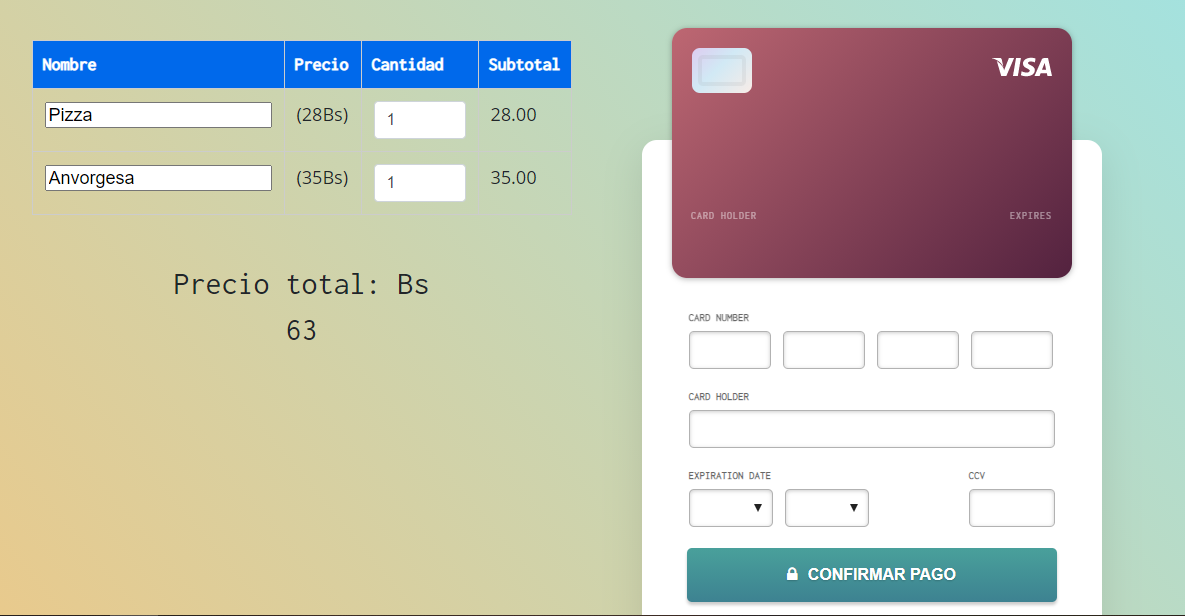 Nombre Precio Cantidad Subtotal
Pizza (28Bs) 1 28.00
Anvorgesa (35Bs) 1 35.00
Precio total: Bs
63
VISA
CARD HOLDER EXPIRES
CARD NUMBER
CARD HOLDER
EXPIRATION DATE CCV
CONFIRMAR PAGO